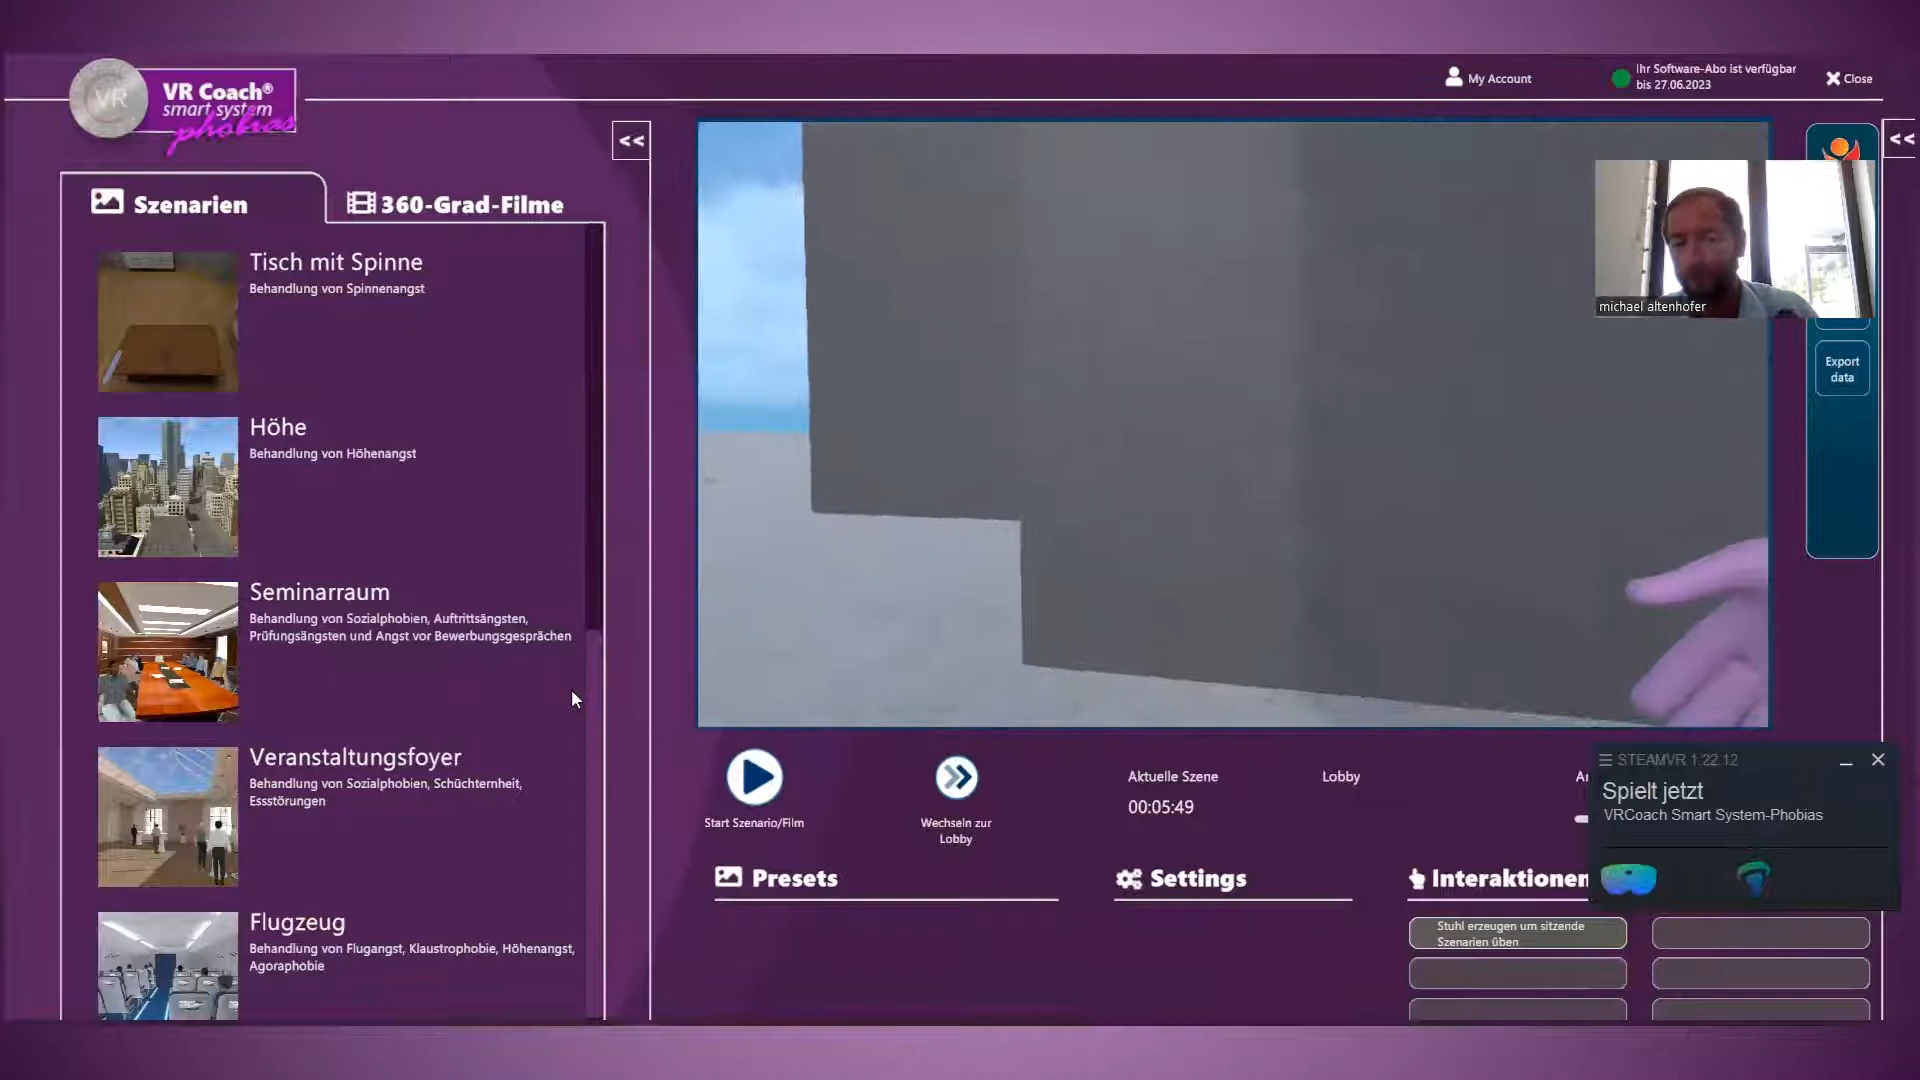 VR
VR Coach®
smart system
phobias
My Account
Ihr Software-Abo ist verfügbar
bis 27.06.2023
Close
<<
<<
Szenarien
360-Grad-Filme
Tisch mit Spinne
Behandlung von Spinnenangst
Höhe
Behandlung von Höhenangst
Seminarraum
Behandlung von Sozialphobien, Auftrittsängsten,
Prüfungsängsten und Angst vor Bewerbungsgesprächen
Veranstaltungsfoyer
Behandlung von Sozialphobien, Schüchternheit,
Essstörungen
Flugzeug
Behandlung von Flugangst, Klaustrophobie, Höhenangst,
Agoraphobie
michael altenhofer
Export
data
Start Szenario/Film
Wechseln zur
Lobby
Aktuelle Szene
Lobby
00:05:49
STEAMVR 1.22.12
Spielt jetzt
VRCoach Smart System-Phobias
Presets
Settings
Interaktionen
Stuhl erzeugen um sitzende
Szenarien üben